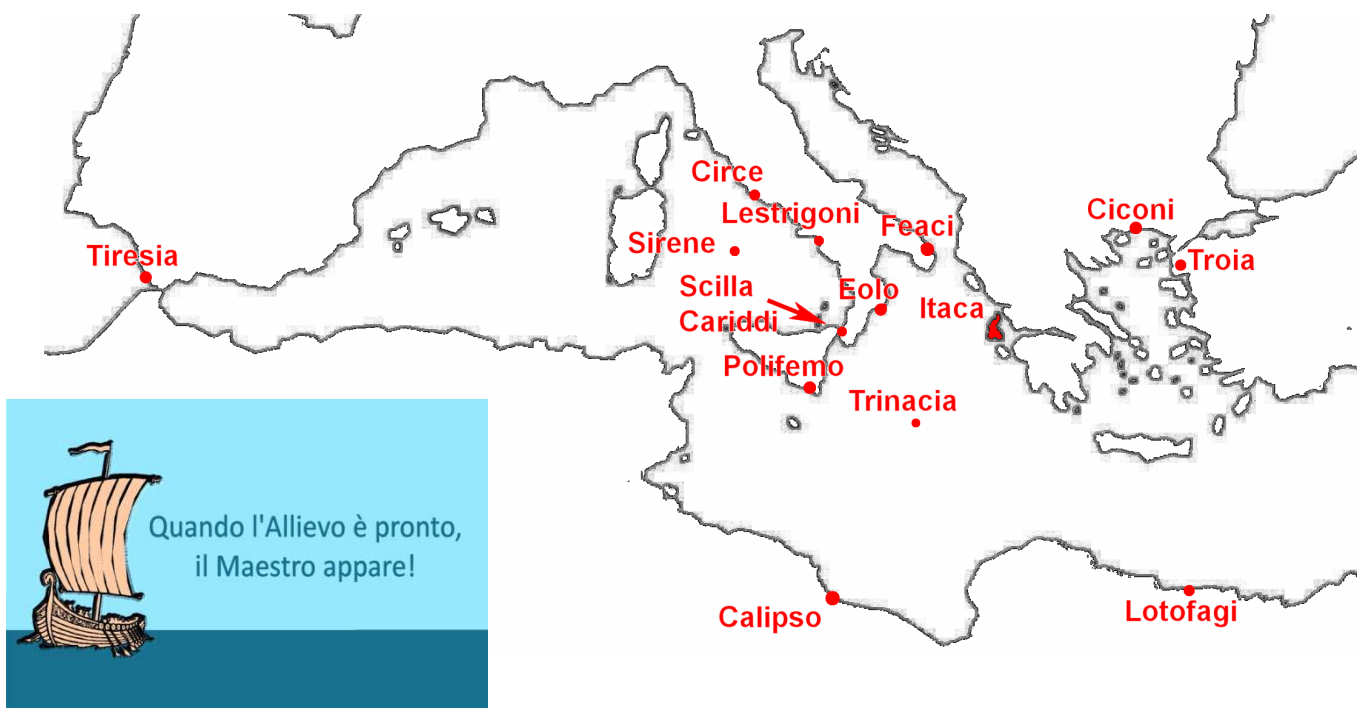 Circe
Lestrigoni
Feaci
Ciconi
Sirene
Tiresia
Troia
Scilla
Cariddi
Eolo
Itaca
Polifemo
Trinacia
Quando l'Allievo è pronto,
il Maestro appare!
Calipso
Lotofagi